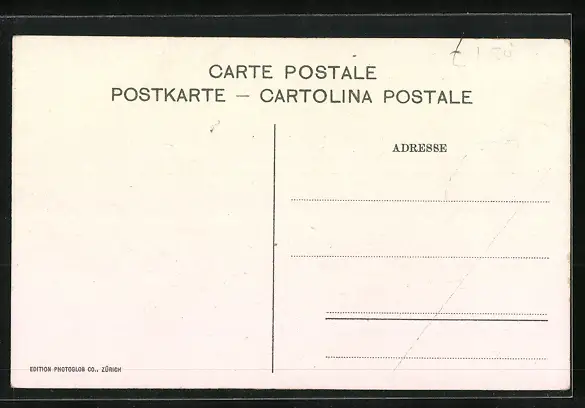 CARTE POSTALE
POSTKARTE — CARTOLINA POSTALE
ADRESSE
EDITION PHOTOGLOB CO., ZÜRICH